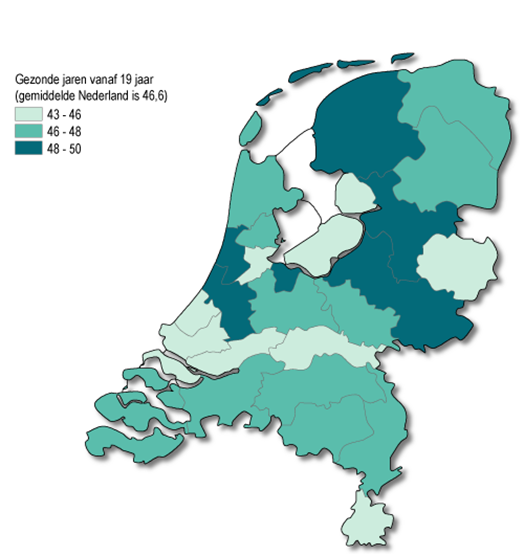 Gezonde jaren vanaf 19 jaar
(gemiddelde Nederland is 46,6)
43 - 46
46 - 48
48 - 50